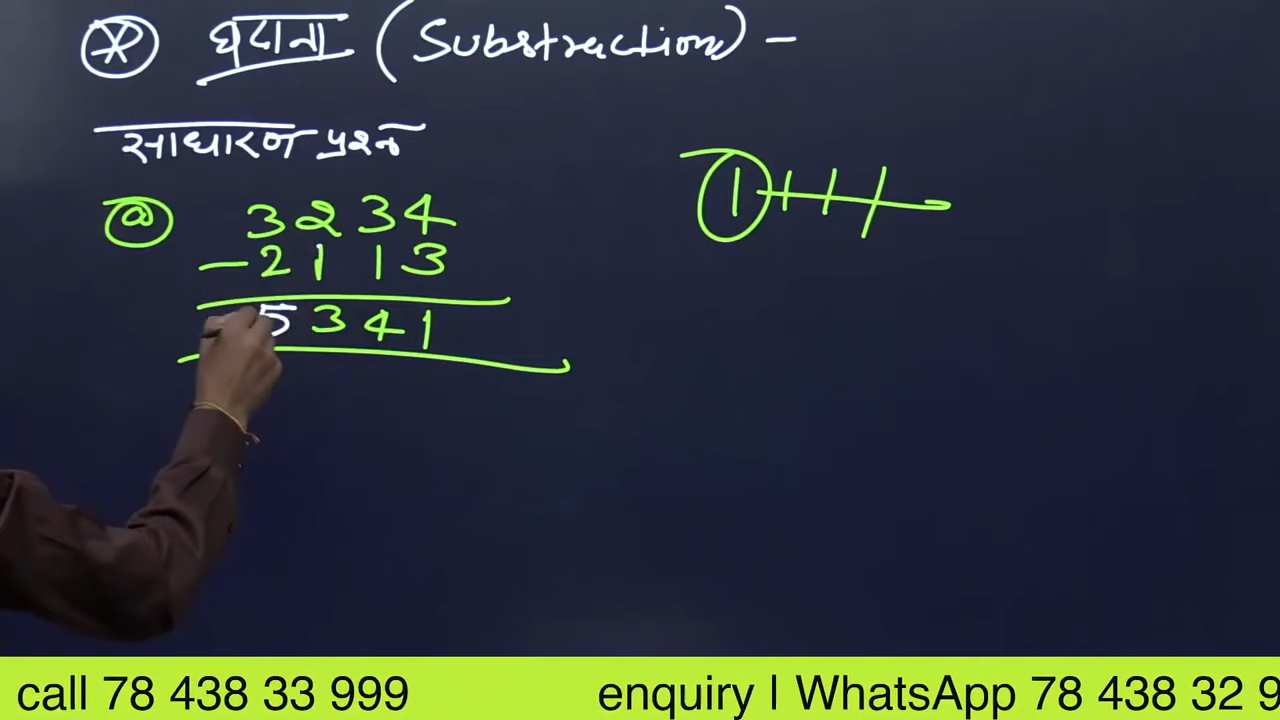 * घटाना (Substraction) –
साधारण प्रश्न
@ 3234
– 2113
5341
1
call 78 438 33 999 enquiry I WhatsApp 78 438 32 9